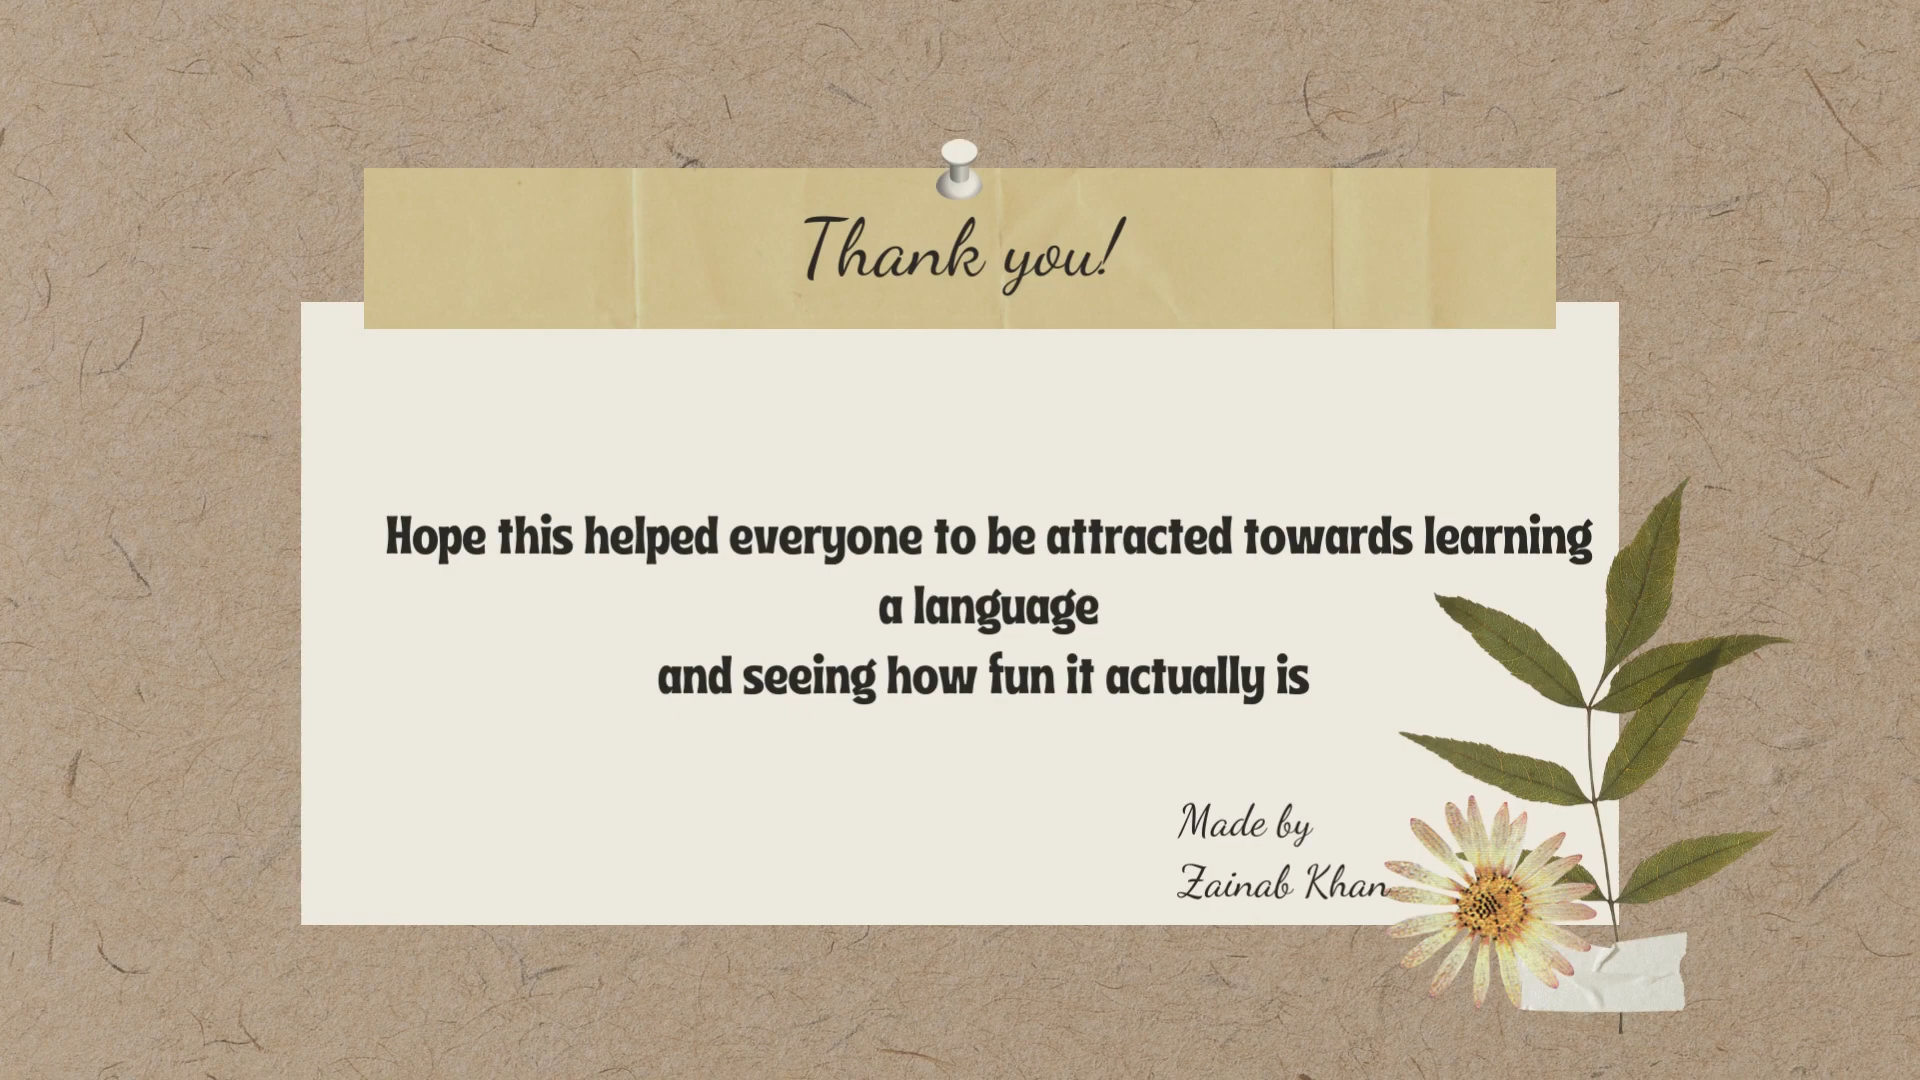 Thank you!
Hope this helped everyone to be attracted towards learning
a language
and seeing how fun it actually is
Made by
Zainab Khan